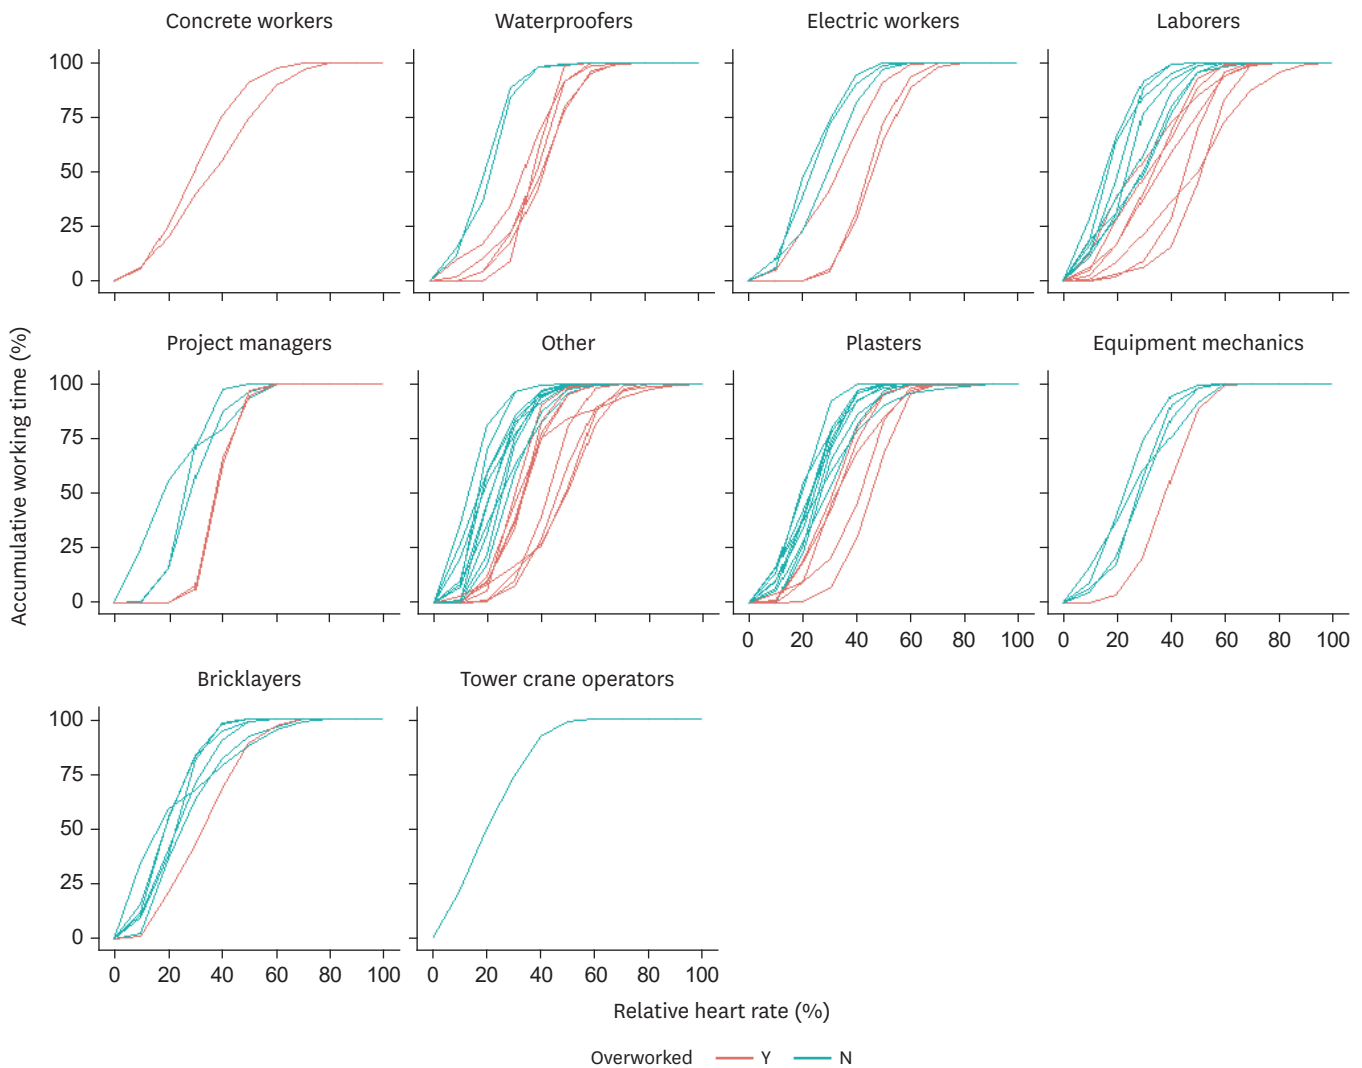 Concrete workers Waterproofers Electric workers Laborers
100
75
50
25
0
Project managers Other Plasters Equipment mechanics
100
75
50
25
0
0 20 40 60 80 100 0 20 40 60 80 100
Bricklayers Tower crane operators
100
75
50
25
0
0 20 40 60 80 100 0 20 40 60 80 100
Accumulative working time (%)
Relative heart rate (%)
Overworked Y N